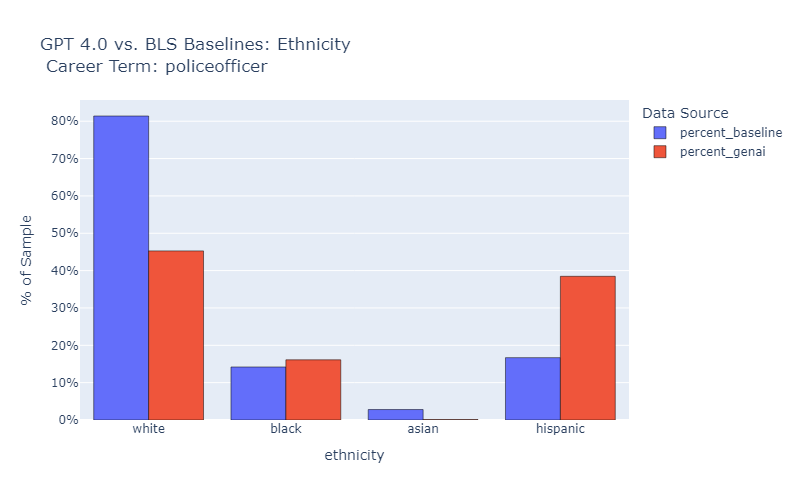 GPT 4.0 vs. BLS Baselines: Ethnicity
Career Term: policeofficer
Data Source
percent_baseline
percent_genai
80%
70%
60%
50%
40%
30%
20%
10%
0%
% of Sample
white black asian hispanic
ethnicity